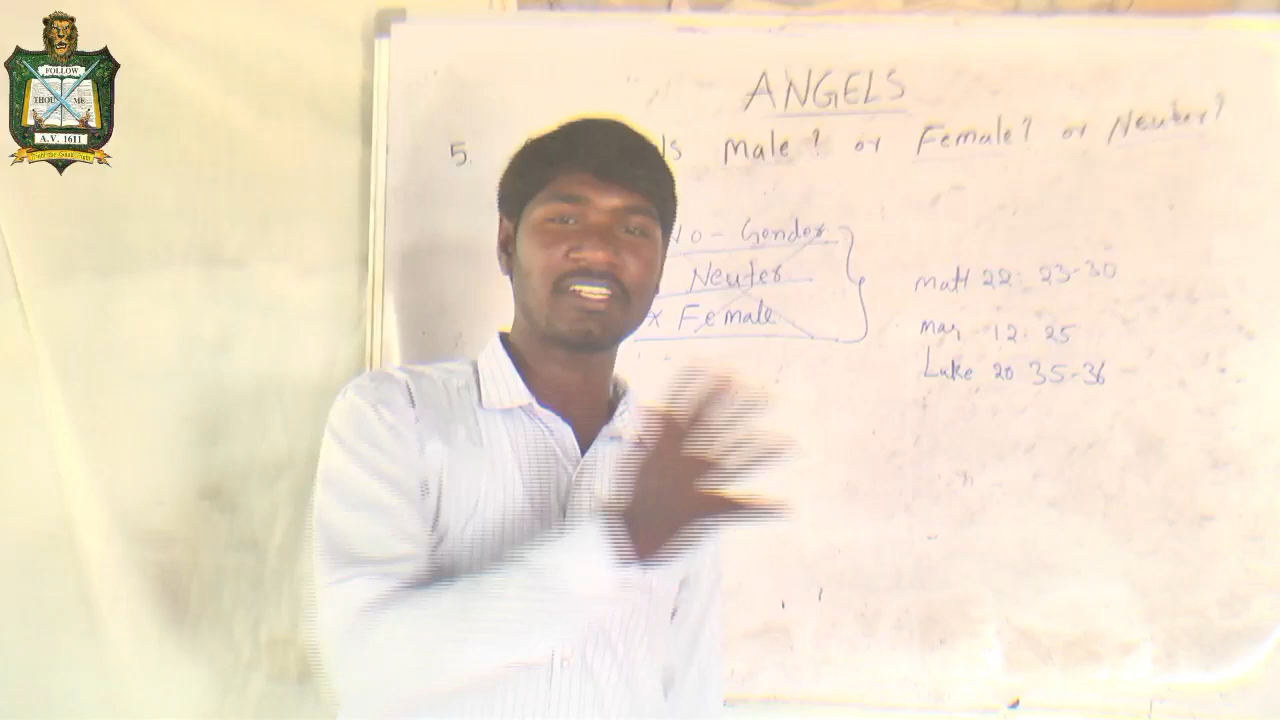 FOLLOW
THOU ME
A.V. 1611
ANGELS
5. ls Male? or Female? or Neuter?
No - Gender
Neuter
x Female
Matt 22: 23-30
Mar 12: 25
Luke 20 35-36